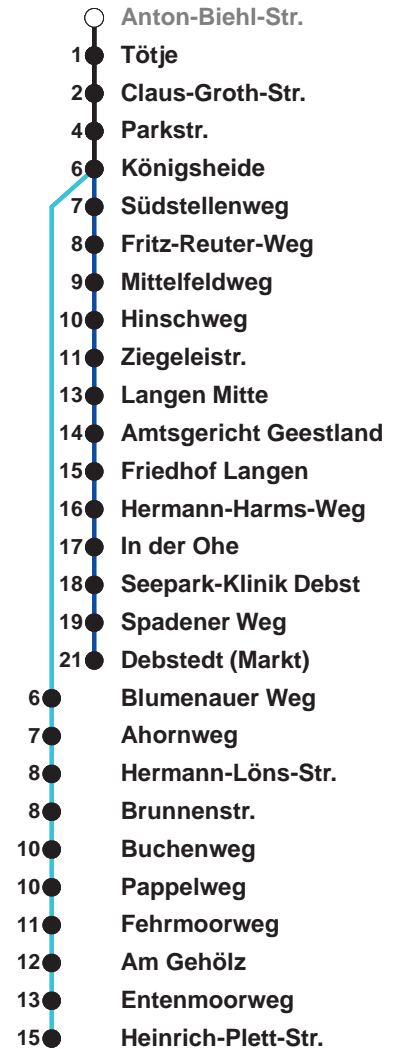 Anton-Biehl-Str.
1 Tötje
2 Claus-Groth-Str.
4 Parkstr.
6 Königsheide
7 Südstellenweg
8 Fritz-Reuter-Weg
9 Mittelfeldweg
10 Hinschweg
11 Ziegeleistr.
13 Langen Mitte
14 Amtsgericht Geestland
15 Friedhof Langen
16 Hermann-Harms-Weg
17 In der Ohe
18 Seepark-Klinik Debst
19 Spadener Weg
21 Debstedt (Markt)
6 Blumenauer Weg
7 Ahornweg
8 Hermann-Löns-Str.
8 Brunnenstr.
10 Buchenweg
10 Pappelweg
11 Fehrmoorweg
12 Am Gehölz
13 Entenmoorweg
15 Heinrich-Plett-Str.